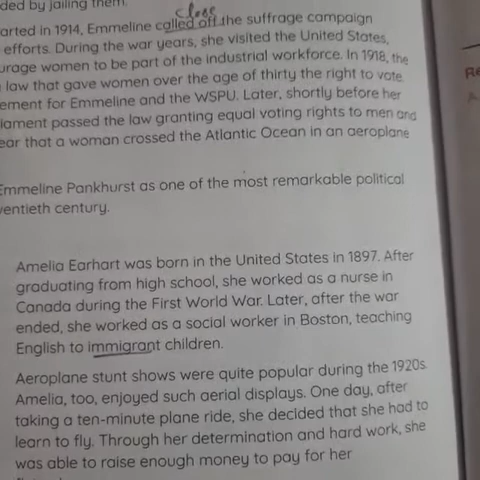 ded by jailing them.
close
arted in 1914, Emmeline called off the suffrage campaign
efforts. During the war years, she visited the United States,
urage women to be part of the industrial workforce. In 1918, the
law that gave women over the age of thirty the right to vote
ement for Emmeline and the WSPU. Later, shortly before her
liament passed the law granting equal voting rights to men and
ear that a woman crossed the Atlantic Ocean in an aeroplane
Emmeline Pankhurst as one of the most remarkable political
ventieth century.
Amelia Earhart was born in the United States in 1897. After
graduating from high school, she worked as a nurse in
Canada during the First World War. Later, after the war
ended, she worked as a social worker in Boston, teaching
English to immigrant children.
Aeroplane stunt shows were quite popular during the 1920s.
Amelia, too, enjoyed such aerial displays. One day, after
taking a ten-minute plane ride, she decided that she had to
learn to fly. Through her determination and hard work, she
was able to raise enough money to pay for her
Re
A